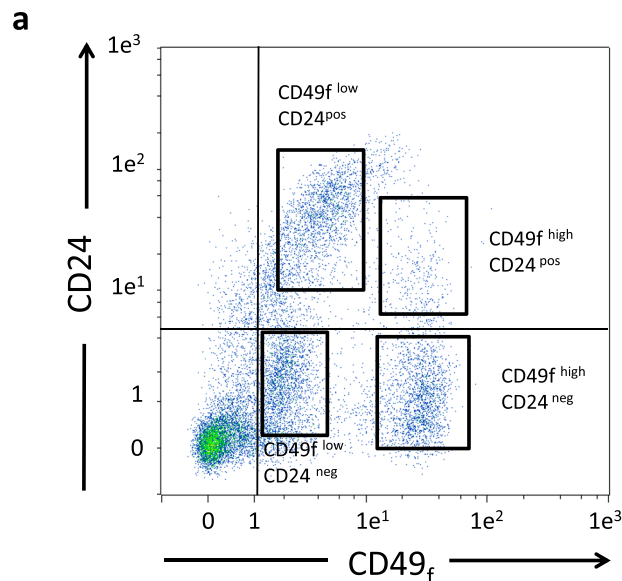 a
1e³
CD49f low
CD24pos
1e²
CD49f high
CD24 pos
CD24
1e¹
CD49f high
CD24 neg
1
0
CD49f low
CD24 neg
0 1 1e¹ 1e² 1e³
CD49f